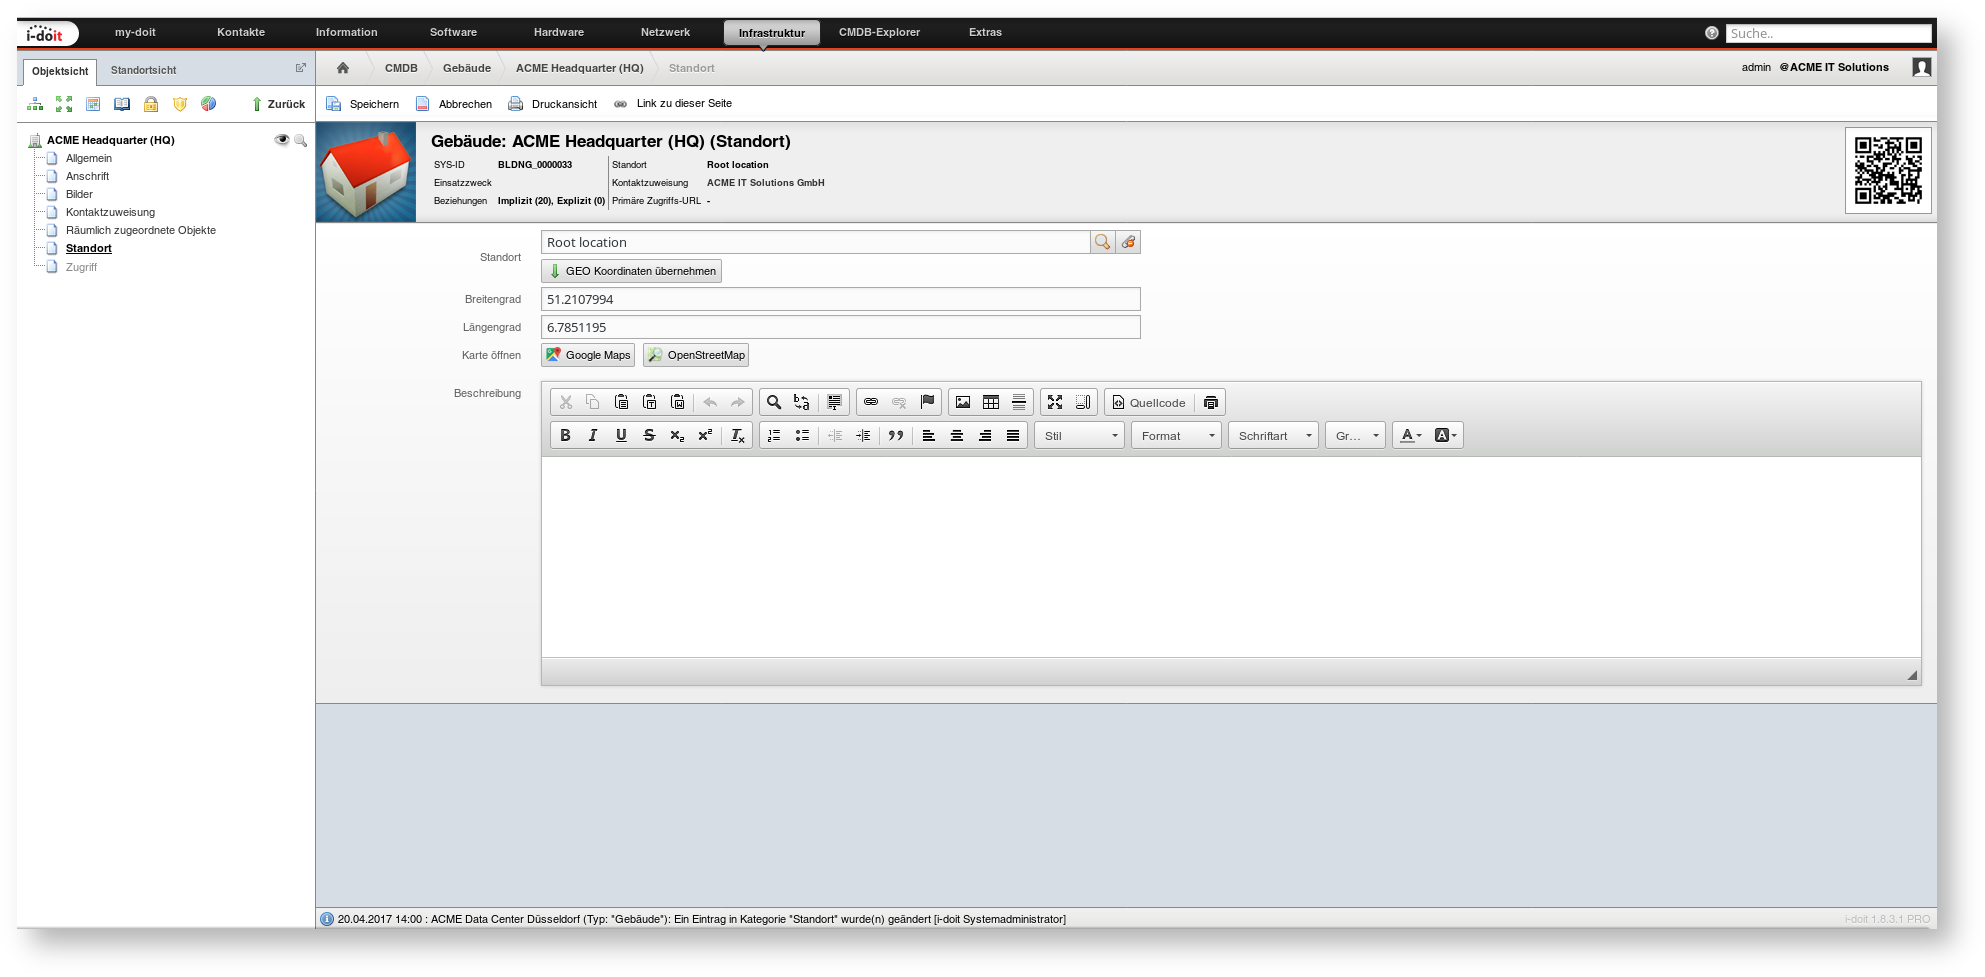 i-doit my-doit Kontakte Information Software Hardware Netzwerk Infrastruktur CMDB-Explorer Extras Suche..
Objektsicht Standortsicht
CMDB Gebäude ACME Headquarter (HQ) Standort admin @ACME IT Solutions
Zurück
Speichern Abbrechen Druckansicht Link zu dieser Seite
ACME Headquarter (HQ)
Allgemein
Anschrift
Bilder
Kontaktzuweisung
Räumlich zugeordnete Objekte
Standort
Zugriff
Gebäude: ACME Headquarter (HQ) (Standort)
SYS-ID BLDNG_0000033 Standort Root location
Einsatzzweck Kontaktzuweisung ACME IT Solutions GmbH
Beziehungen Implizit (20), Explizit (0) Primäre Zugriffs-URL -
Standort Root location
GEO Koordinaten übernehmen
Breitengrad 51.2107994
Längengrad 6.7851195
Karte öffnen Google Maps OpenStreetMap
Beschreibung
Quellcode
B I U S x₂ x² Tx Stil Format Schriftart Gr… A A
20.04.2017 14:00 : ACME Data Center Düsseldorf (Typ: "Gebäude"): Ein Eintrag in Kategorie "Standort" wurde(n) geändert [i-doit Systemadministrator]
i-doit 1.8.3.1 PRO